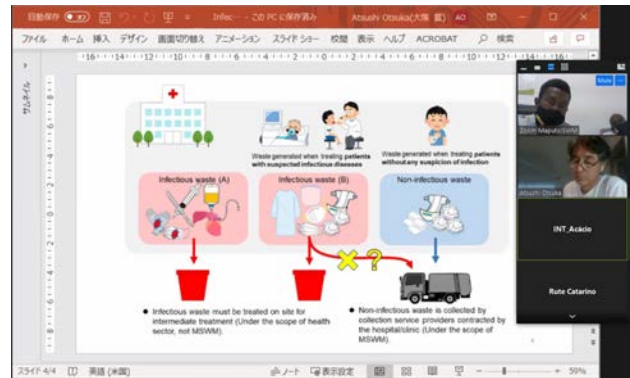 自動保存
Infec… - この PC に保存済み
Atsushi Otsuka(大塚 篤)
AO
ファイル ホーム 挿入 デザイン 画面切り替え アニメーション スライド ショー 校閲 表示 ヘルプ ACROBAT 検索
サムネイル
Waste generated when treating patients
with suspected infectious diseases
Waste generated when treating patients
without any suspicion of infection
Infectious waste (A)
Infectious waste (B)
Non-infectious waste
?
● Infectious waste must be treated on site for
intermediate treatment (Under the scope of health
sector, not MSWM).
● Non-infectious waste is collected by
collection service providers contracted by
the hospital/clinic (Under the scope of
MSWM).
4
Mute
Zoom Maputo/SWM
Atsushi Otsuka
INT_Acácio
Rute Catarino
スライド 4/4 英語 (米国) ノート 表示設定 59%